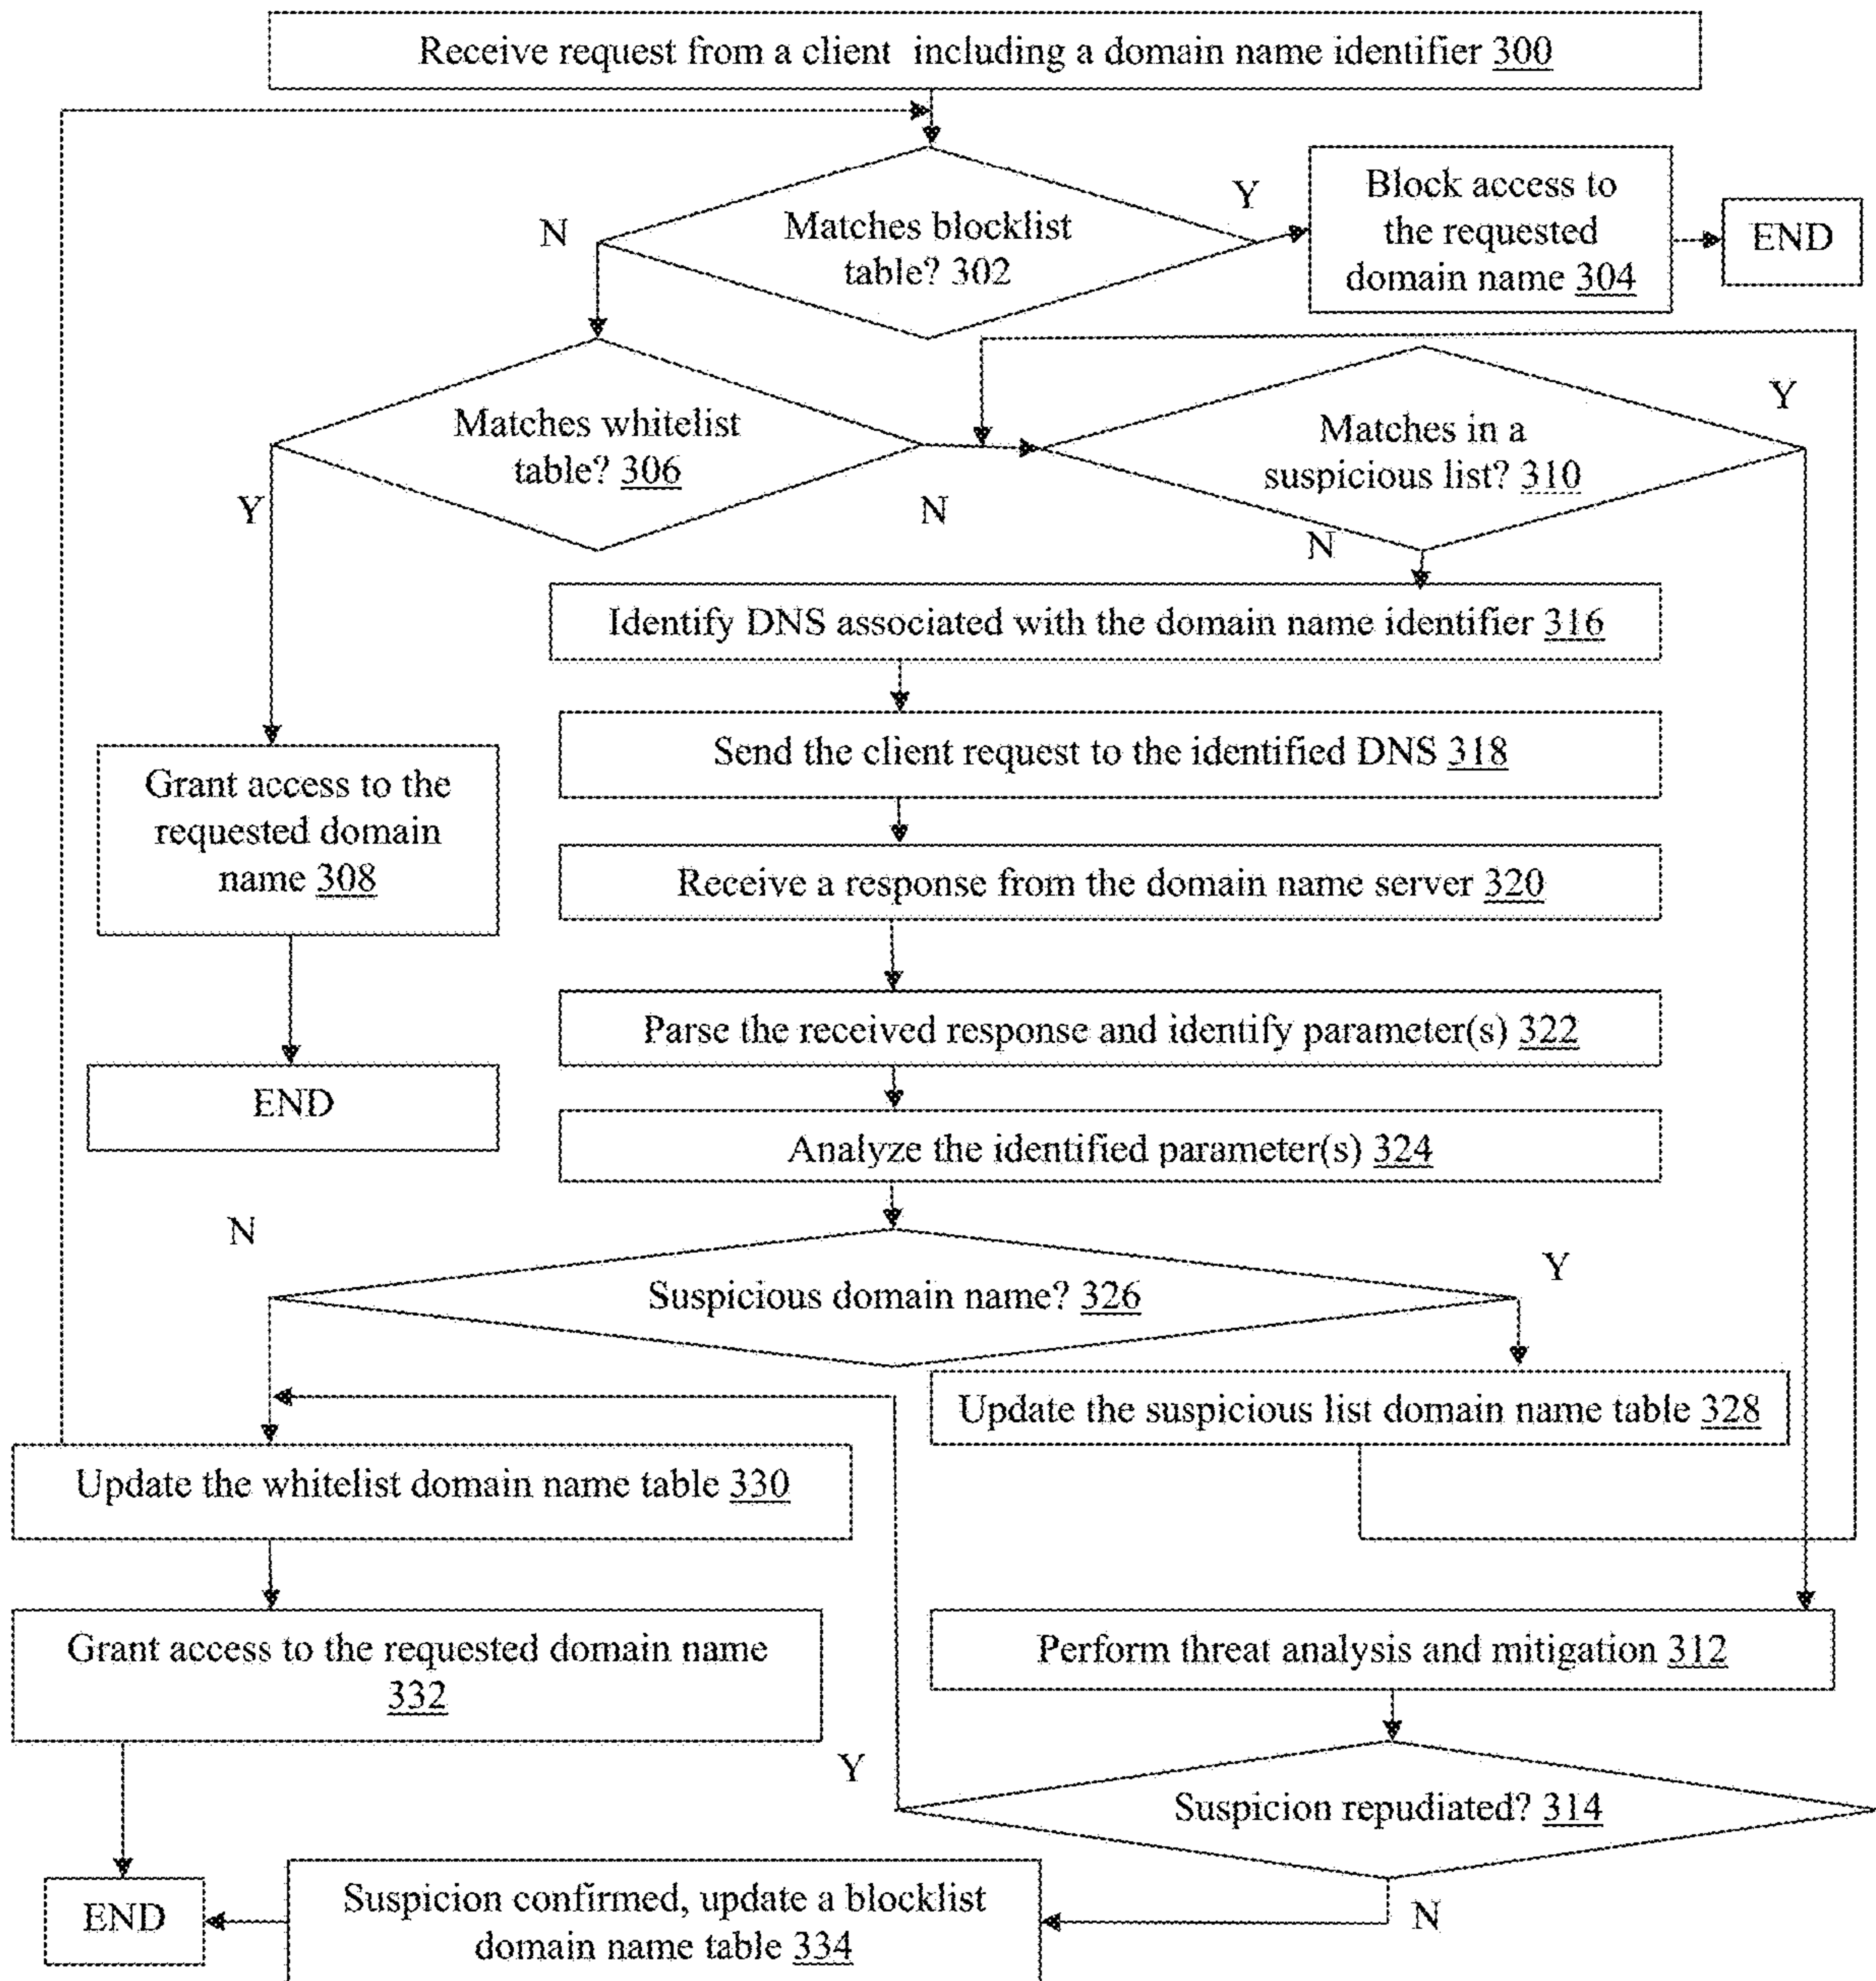 Receive request from a client including a domain name identifier 300
Y
Block access to
the requested
domain name 304
END
N
Matches blocklist
table? 302
Matches whitelist
table? 306
Y
N
Matches in a
suspicious list? 310
Y
N
Identify DNS associated with the domain name identifier 316
Send the client request to the identified DNS 318
Grant access to the
requested domain
name 308
Receive a response from the domain name server 320
Parse the received response and identify parameter(s) 322
END
Analyze the identified parameter(s) 324
N
Y
Suspicious domain name? 326
Update the suspicious list domain name table 328
Update the whitelist domain name table 330
Grant access to the requested domain name
332
Perform threat analysis and mitigation 312
Y
Suspicion repudiated? 314
END
Suspicion confirmed, update a blocklist
domain name table 334
N